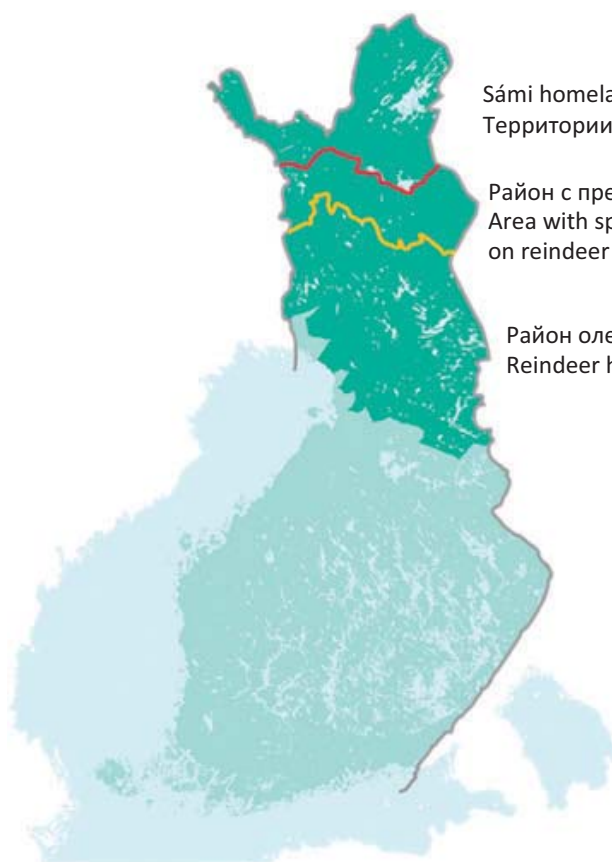 Sámi homela
Территории
Район с пре
Area with sp
on reindeer
Район оле
Reindeer h